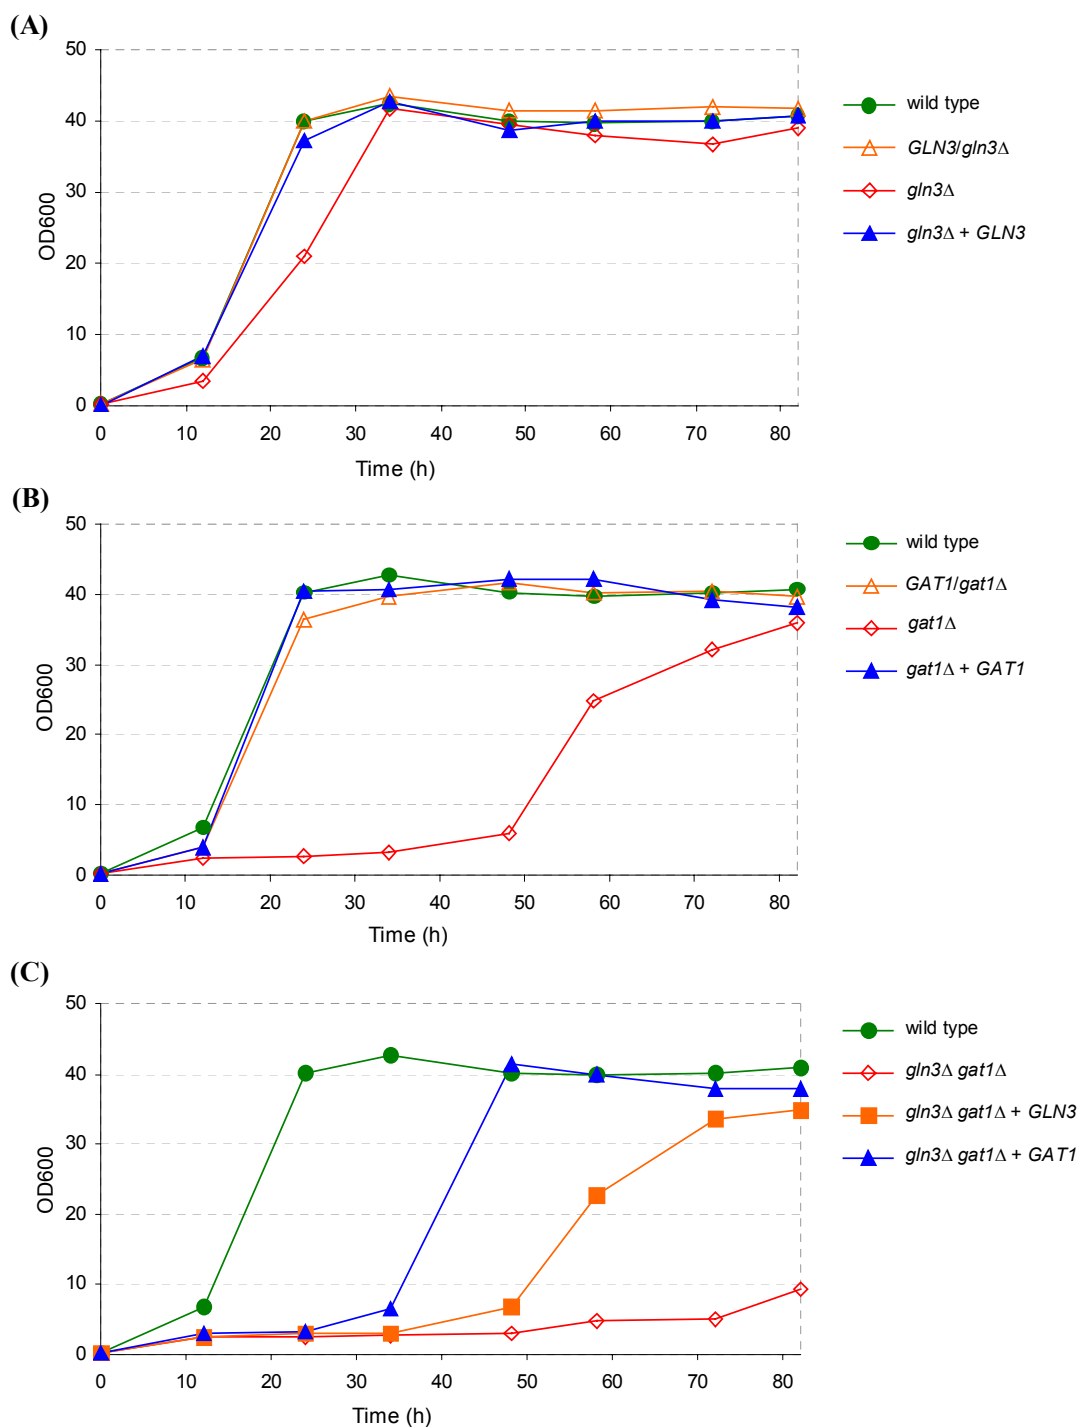 (A)
50
40
30
20
10
0
OD600
0 10 20 30 40 50 60 70 80
Time (h)
wild type
GLN3/gln3Δ
gln3Δ
gln3Δ + GLN3
(B)
50
40
30
20
10
0
OD600
0 10 20 30 40 50 60 70 80
Time (h)
wild type
GAT1/gat1Δ
gat1Δ
gat1Δ + GAT1
(C)
50
40
30
20
10
0
OD600
0 10 20 30 40 50 60 70 80
Time (h)
wild type
gln3Δ gat1Δ
gln3Δ gat1Δ + GLN3
gln3Δ gat1Δ + GAT1